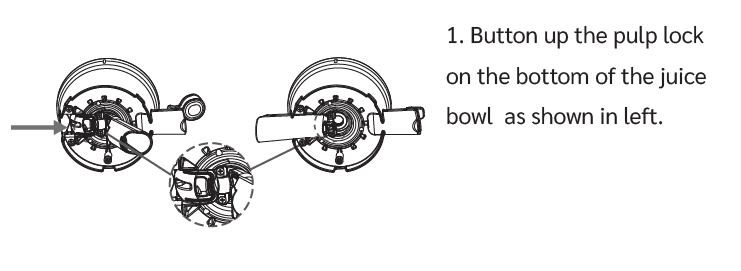 1. Button up the pulp lock
on the bottom of the juice
bowl  as shown in left.